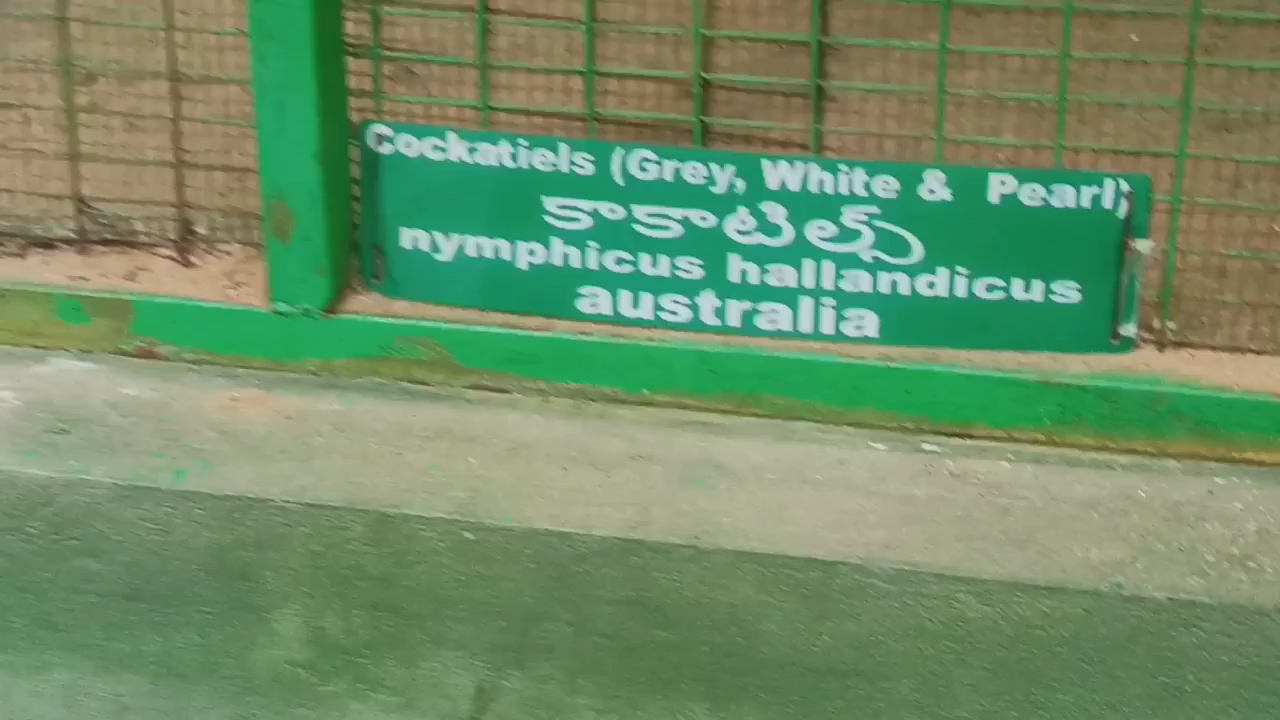 Cockatiels (Grey, White & Pearl)
కాకాటిల్స్
nymphicus hallandicus
australia